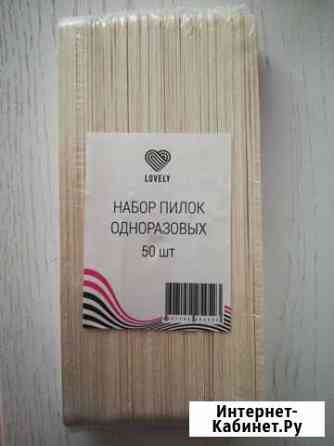 LOVELY
НАБОР ПИЛОК
ОДНОРАЗОВЫХ
50 шт
Интернет-
Кабинет.Ру